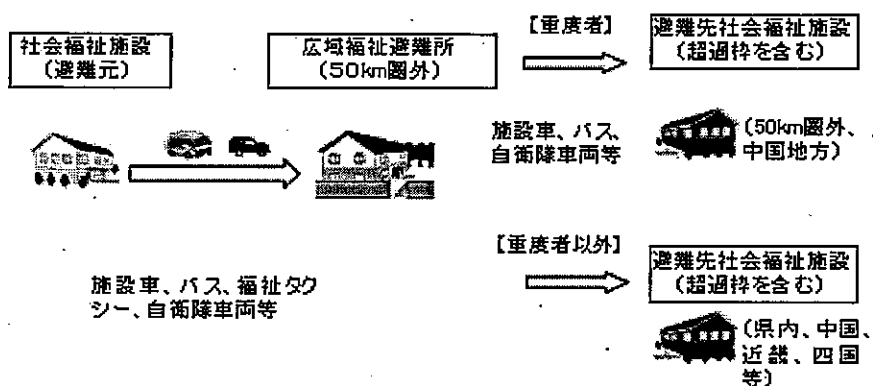 社会福祉施設
(避難元)
広域福祉避難所
(50km圏外)
【重度者】
避難先社会福祉施設
(超過枠を含む)
施設車、バス、
自衛隊車両等
(50km圏外、
中国地方)
施設車、バス、福祉タク
シー、自衛隊車両等
【重度者以外】
避難先社会福祉施設
(超過枠を含む)
(県内、中国、
近畿、四国
等)